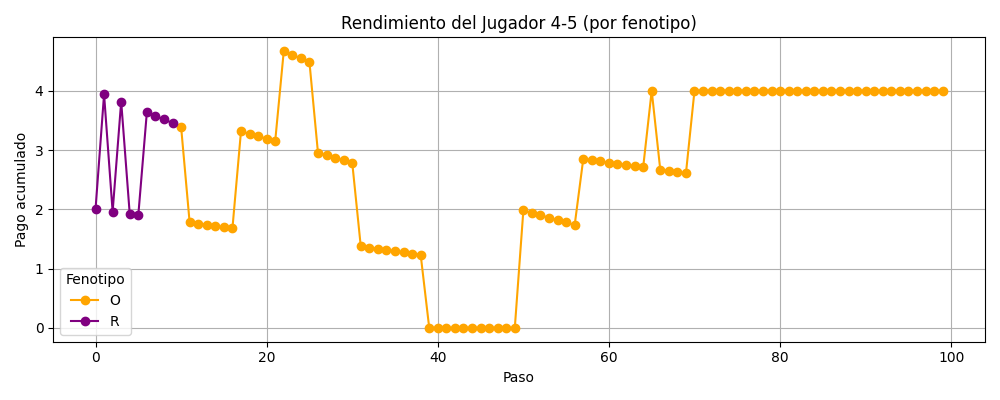 Rendimiento del Jugador 4-5 (por fenotipo)
Pago acumulado
4
3
2
1
0
Fenotipo
O
R
0 20 40 60 80 100
Paso